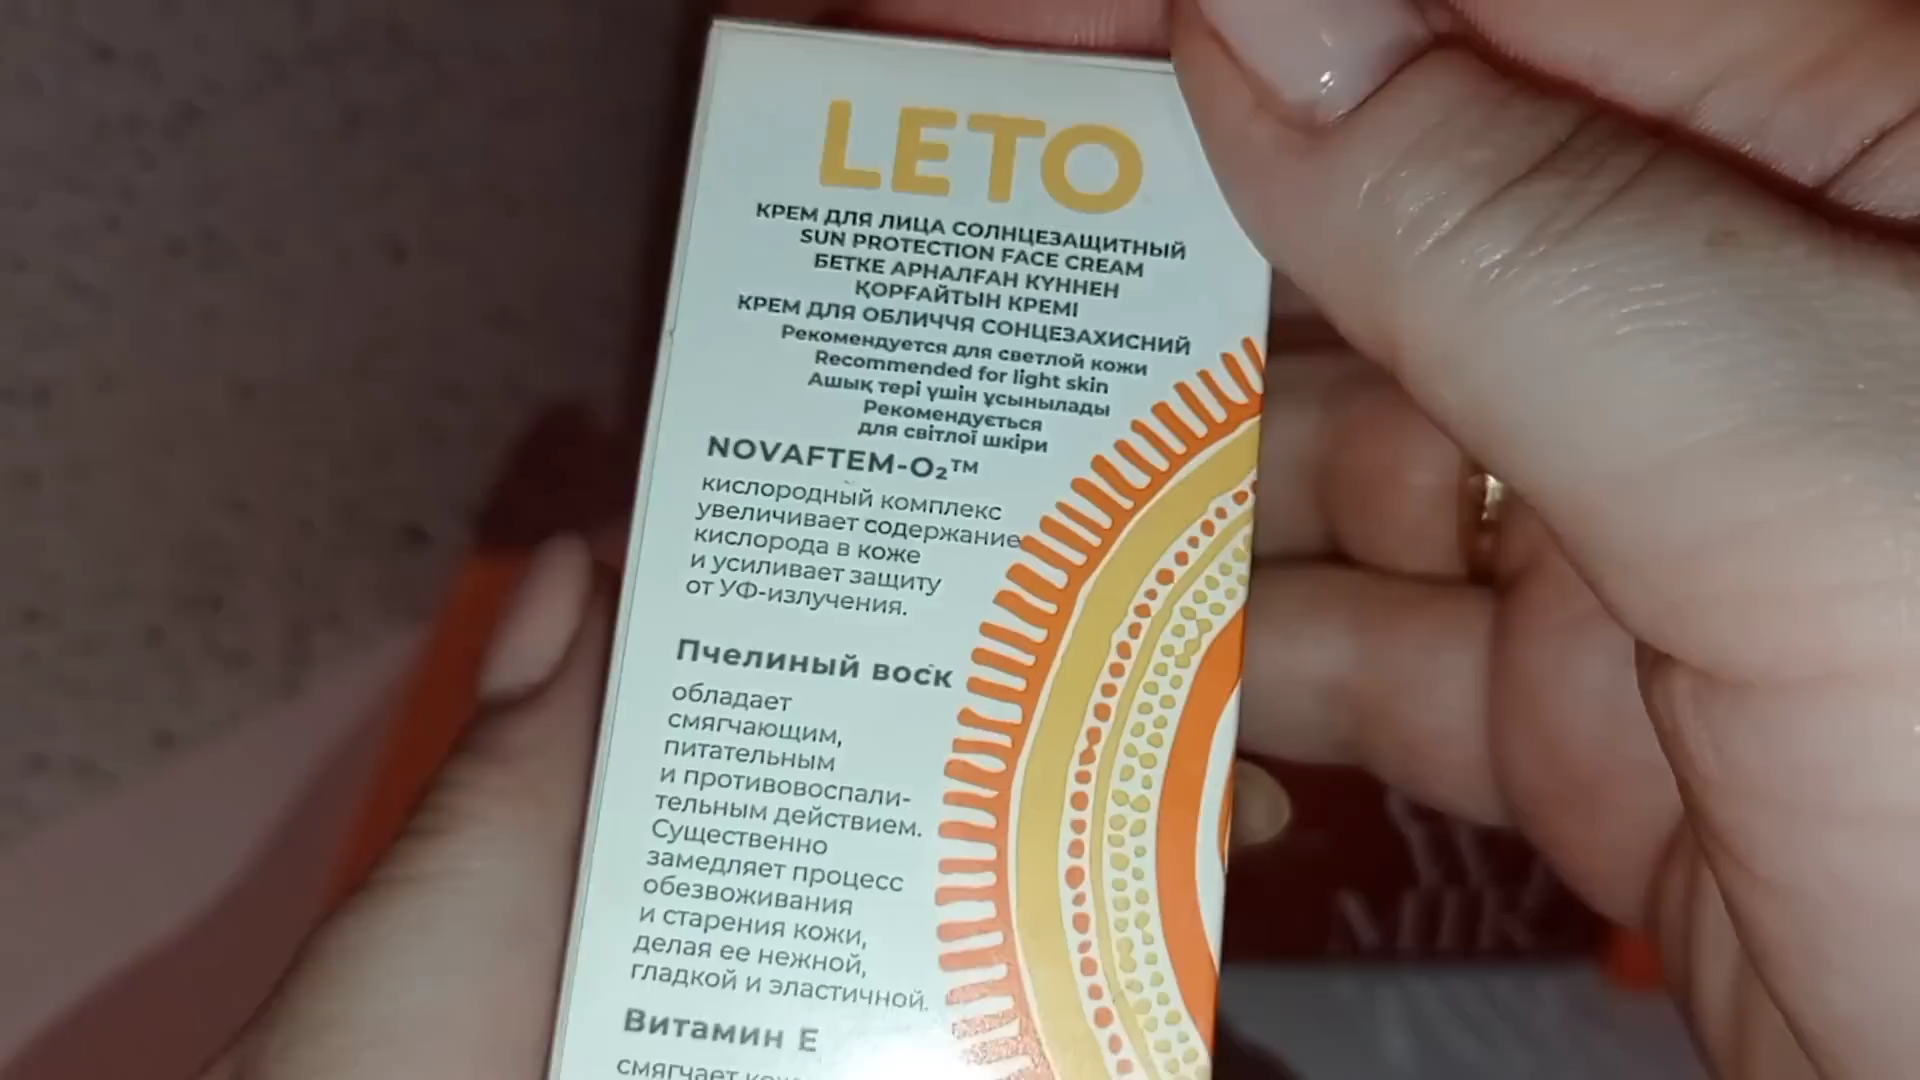 LETO
КРЕМ ДЛЯ ЛИЦА СОЛНЦЕЗАЩИТНЫЙ
SUN PROTECTION FACE CREAM
БЕТКЕ АРНАЛҒАН КҮННЕН
ҚОРҒАЙТЫН КРЕМІ
КРЕМ ДЛЯ ОБЛИЧЧЯ СОНЦЕЗАХИСНИЙ
Рекомендуется для светлой кожи
Recommended for light skin
Ашық тері үшін ұсынылады
Рекомендується
для світлої шкіри
NOVAFTEM-O₂™
кислородный комплекс
увеличивает содержание
кислорода в коже
и усиливает защиту
от УФ-излучения.
Пчелиный воск
обладает
смягчающим,
питательным
и противовоспали-
тельным действием.
Существенно
замедляет процесс
обезвоживания
и старения кожи,
делая ее нежной,
гладкой и эластичной.
Витамин Е
смягчает